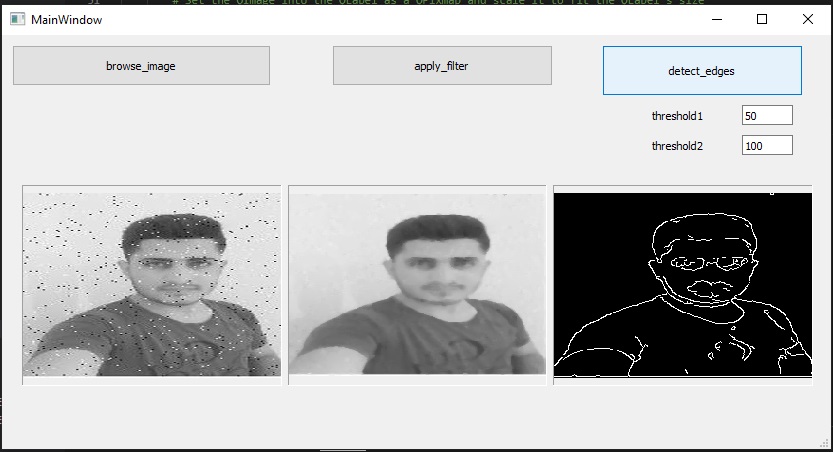 51 # Set the QImage into the QLabel as a QPixmap and scale it to fit the QLabel's size
MainWindow
browse_image
apply_filter
detect_edges
threshold1
50
threshold2
100